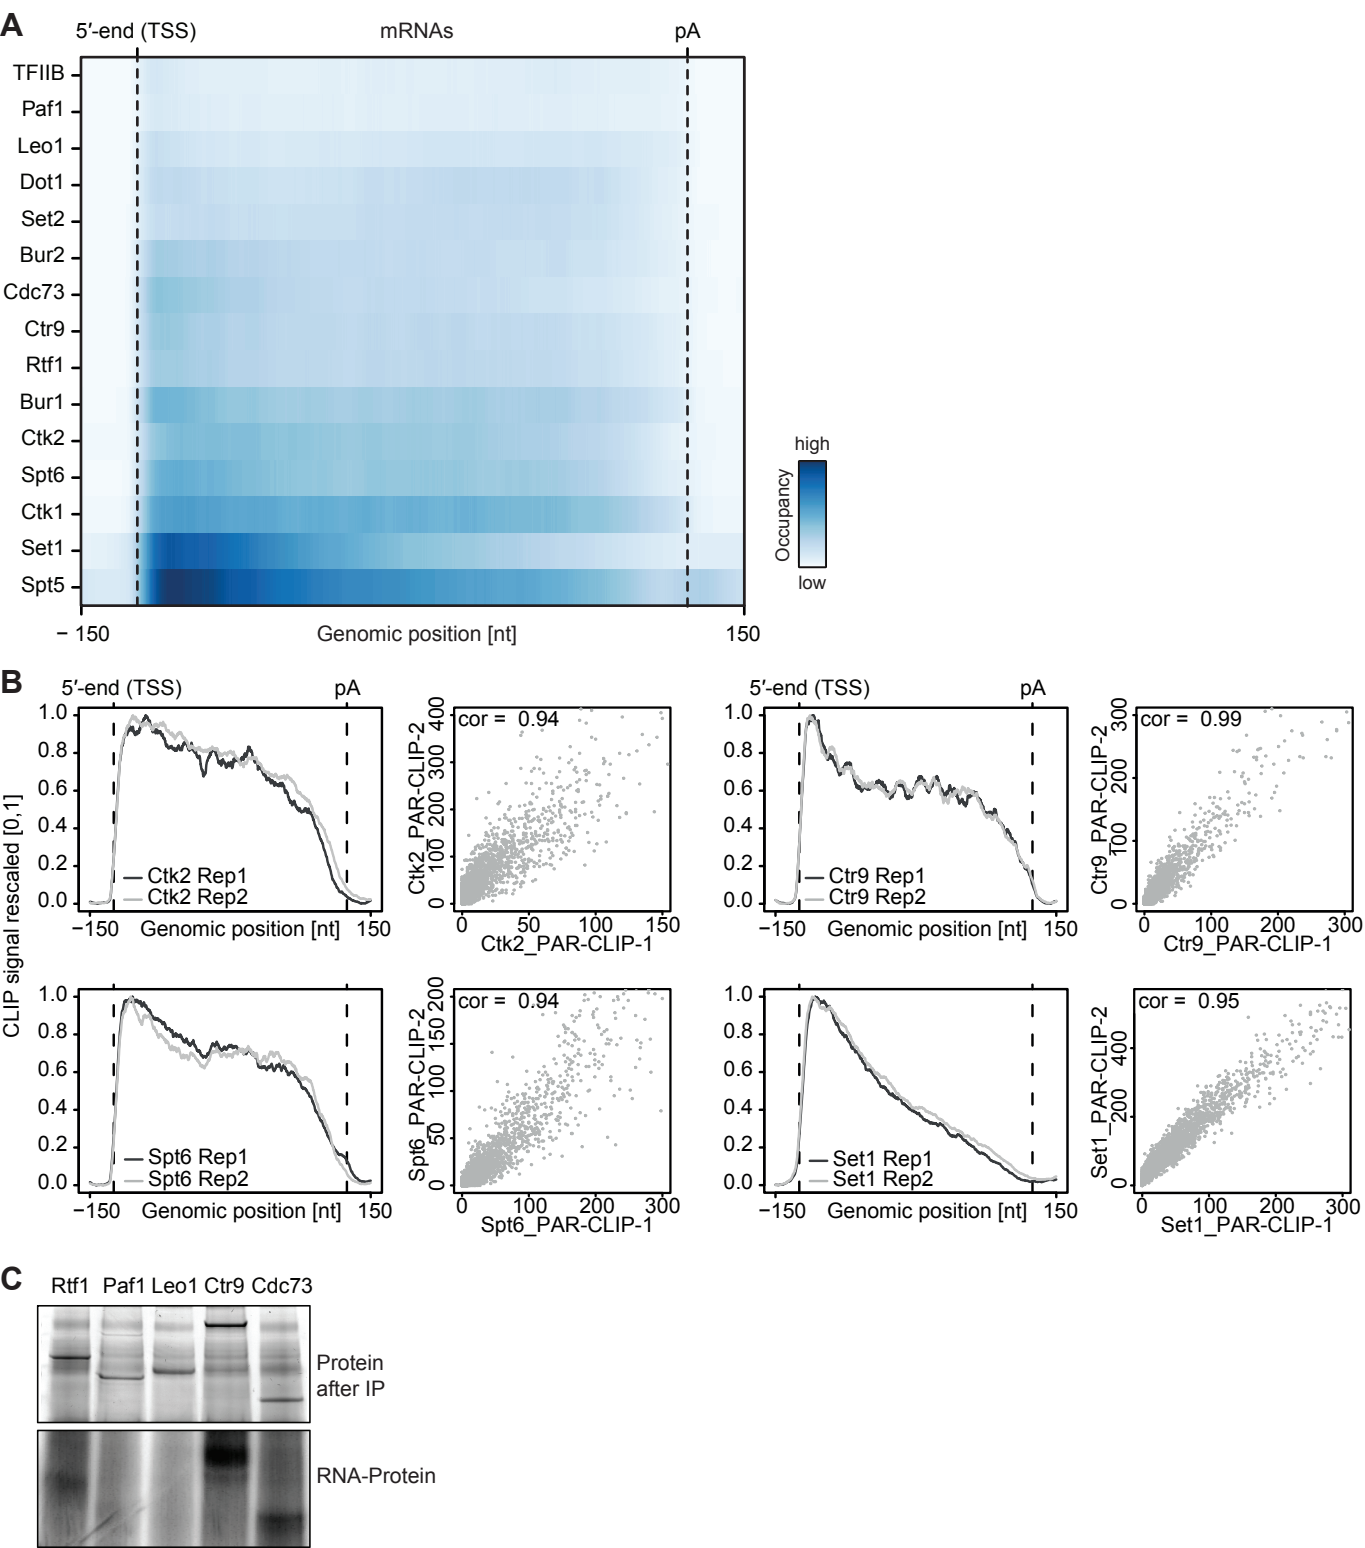 A
5′-end (TSS) mRNAs pA
TFIIB
Paf1
Leo1
Dot1
Set2
Bur2
Cdc73
Ctr9
Rtf1
Bur1
Ctk2
Spt6
Ctk1
Set1
Spt5
high
Occupancy
low
− 150 Genomic position [nt] 150
B
CLIP signal rescaled [0,1]
5′-end (TSS) pA
1.0
0.8
0.6
0.4
0.2
0.0
Ctk2 Rep1
Ctk2 Rep2
−150 Genomic position [nt] 150
cor = 0.94
Ctk2_PAR-CLIP-2
400
300
200
100
0
0 50 100 150
Ctk2_PAR-CLIP-1
5′-end (TSS) pA
1.0
0.8
0.6
0.4
0.2
0.0
Ctr9 Rep1
Ctr9 Rep2
−150 Genomic position [nt] 150
cor = 0.99
Ctr9_PAR-CLIP-2
300
200
100
0
0 100 200 300
Ctr9_PAR-CLIP-1
1.0
0.8
0.6
0.4
0.2
0.0
Spt6 Rep1
Spt6 Rep2
−150 Genomic position [nt] 150
cor = 0.94
Spt6_PAR-CLIP-2
200
150
100
50
0
0 100 200 300
Spt6_PAR-CLIP-1
1.0
0.8
0.6
0.4
0.2
0.0
Set1 Rep1
Set1 Rep2
−150 Genomic position [nt] 150
cor = 0.95
Set1_PAR-CLIP-2
400
200
0
0 100 200 300
Set1_PAR-CLIP-1
C
Rtf1 Paf1 Leo1 Ctr9 Cdc73
Protein
after IP
RNA-Protein